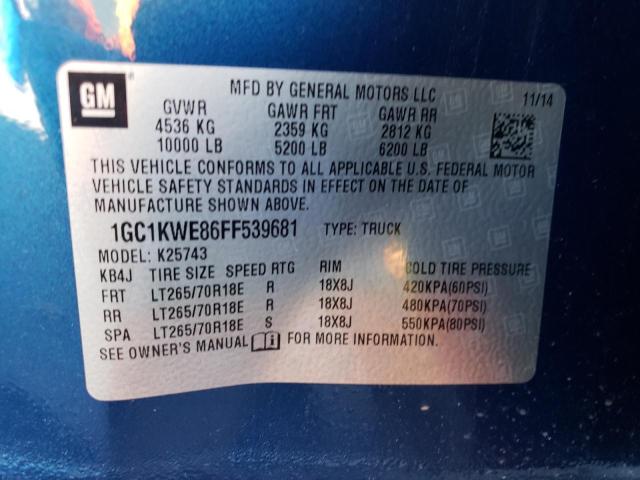 GM
MFD BY GENERAL MOTORS LLC 11/14
GVWR GAWR FRT GAWR RR
4536 KG 2359 KG 2812 KG
10000 LB 5200 LB 6200 LB
THIS VEHICLE CONFORMS TO ALL APPLICABLE U.S. FEDERAL MOTOR
VEHICLE SAFETY STANDARDS IN EFFECT ON THE DATE OF
MANUFACTURE SHOWN ABOVE.
1GC1KWE86FF539681 TYPE: TRUCK
MODEL: K25743
KB4J TIRE SIZE SPEED RTG RIM COLD TIRE PRESSURE
FRT LT265/70R18E R 18X8J 420KPA(60PSI)
RR LT265/70R18E R 18X8J 480KPA(70PSI)
SPA LT265/70R18E S 18X8J 550KPA(80PSI)
SEE OWNER'S MANUAL i FOR MORE INFORMATION.